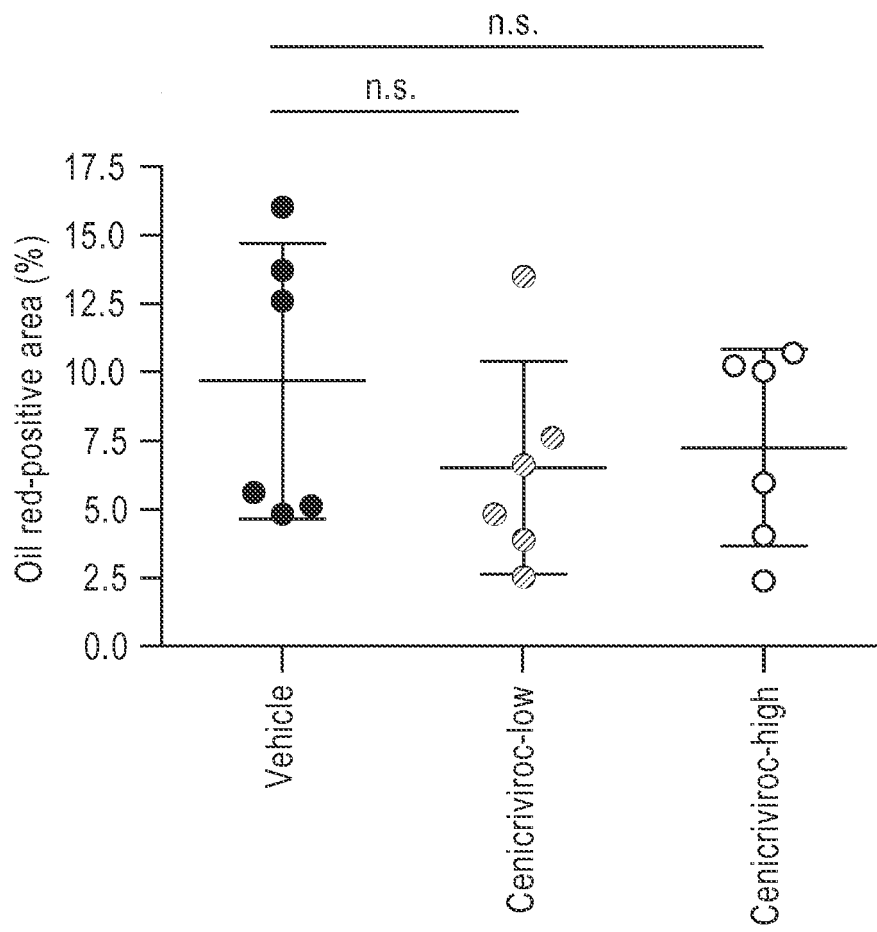 n.s.
n.s.
Oil red-positive area (%)
17.5
15.0
12.5
10.0
7.5
5.0
2.5
0.0
Vehicle
Cenicriviroc-low
Cenicriviroc-high